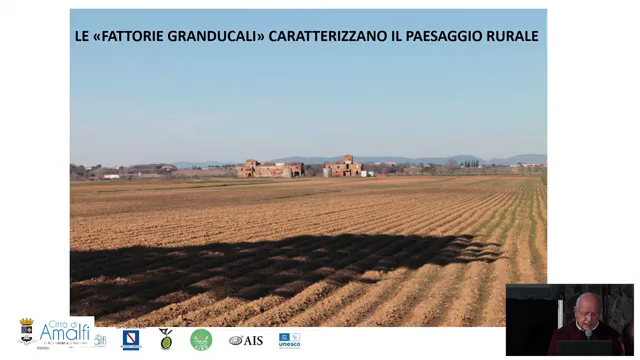 LE «FATTORIE GRANDUCALI» CARATTERIZZANO IL PAESAGGIO RURALE
Città di
Amalfi
AIS
unesco